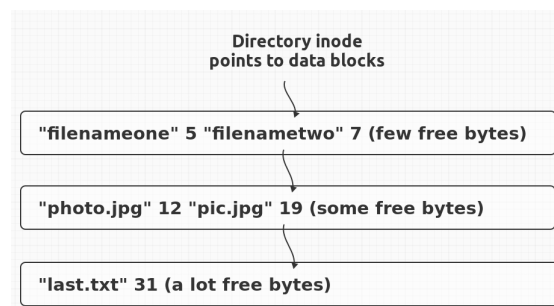 Directory inode
points to data blocks
"filenameone" 5 "filenametwo" 7 (few free bytes)
"photo.jpg" 12 "pic.jpg" 19 (some free bytes)
"last.txt" 31 (a lot free bytes)